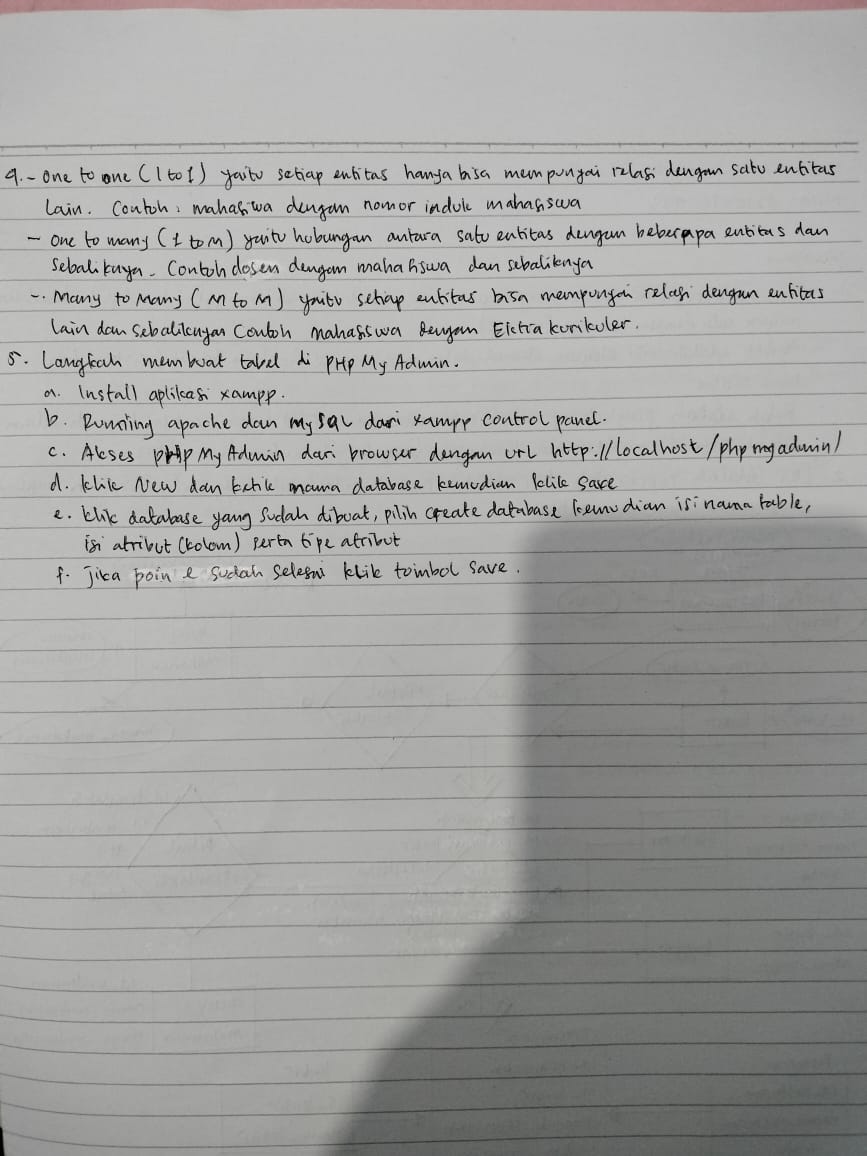 4. - One to one (1 to 1) yaitu setiap entitas hanya bisa mempunyai relasi dengan satu entitas
lain. Contoh : mahasiswa dengan nomor induk mahasiswa
- One to many (1 to M) yaitu hubungan antara satu entitas dengan beberapa entitas dan
Sebaliknya. Contoh dosen dengan mahasiswa dan sebaliknya
- Many to Many (M to M) yaitu setiap entitas bisa mempunyai relasi dengan entitas
lain dan Sebaliknya Contoh mahasiswa dengan Ekstrakurikuler.
5. Langkah membuat tabel di PHP My Admin.
a. Install aplikasi xampp.
b. Running apache dan mySQL dari xampp control panel.
c. Akses PHP My Admin dari browser dengan url http://localhost/phpmyadmin/
d. klik New dan ketik nama database kemudian klik Save
e. klik database yang sudah dibuat, pilih create database kemudian isi nama table,
isi atribut (kolom) serta tipe atribut
f. Jika poin e sudah selesai klik tombol Save.